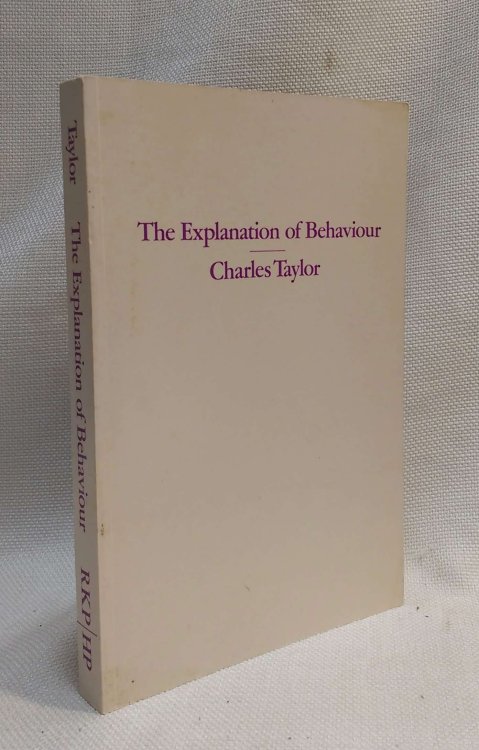 The Explanation of Behaviour
Charles Taylor
Taylor The Explanation of Behaviour RKP/HP